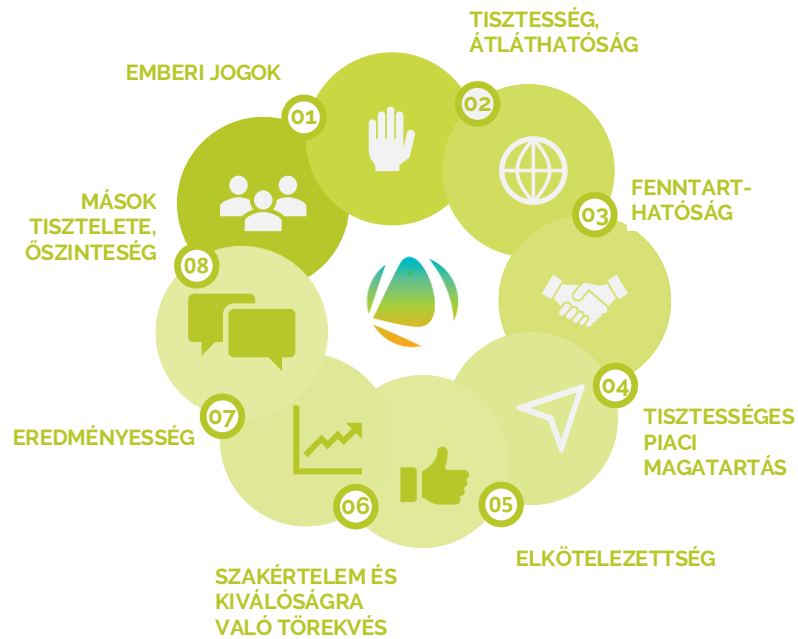 01
EMBERI JOGOK
02
TISZTESSÉG,
ÁTLÁTHATÓSÁG
03
FENNTART-
HATÓSÁG
04
TISZTESSÉGES
PIACI
MAGATARTÁS
05
ELKÖTELEZETTSÉG
06
SZAKÉRTELEM ÉS
KIVÁLÓSÁGRA
VALÓ TÖREKVÉS
07
EREDMÉNYESSÉG
08
MÁSOK
TISZTELETE,
ŐSZINTESÉG